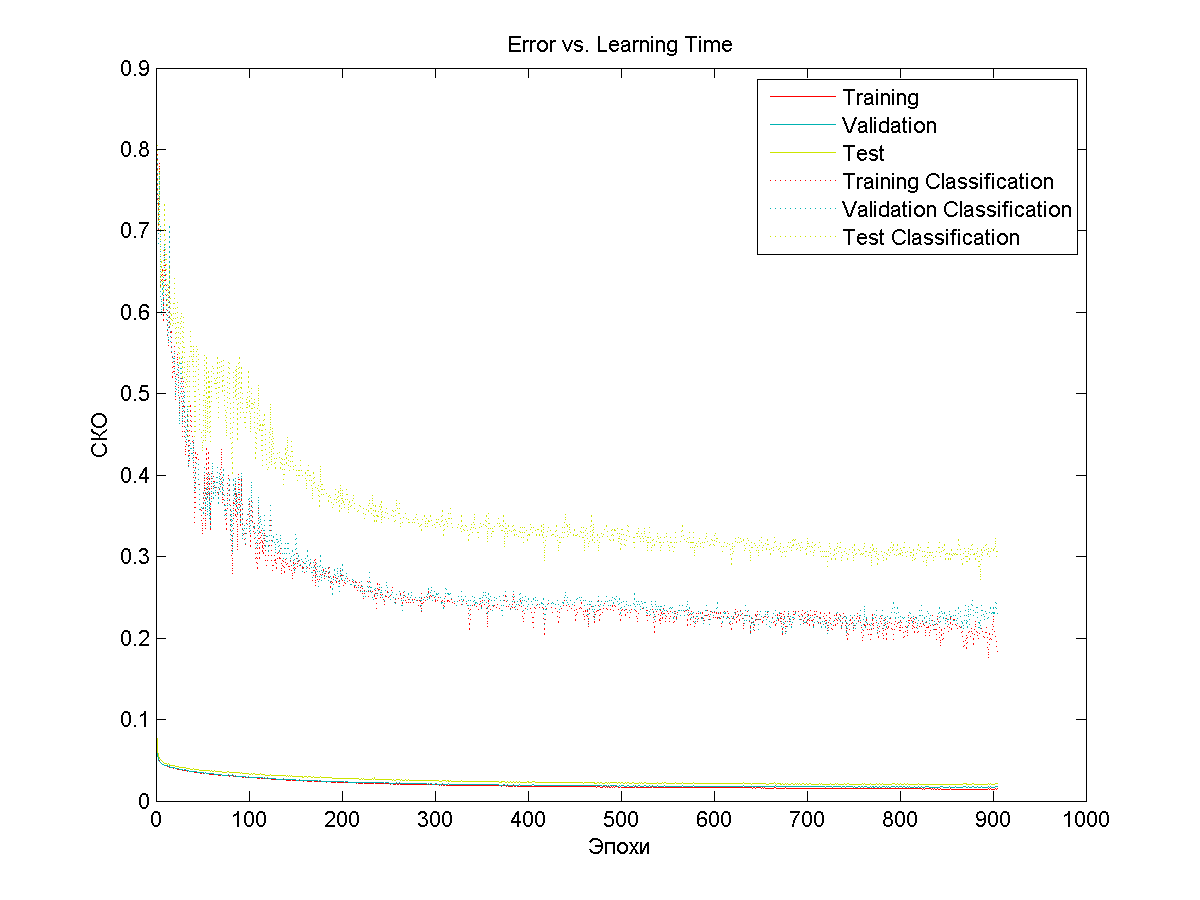 Error vs. Learning Time
0.9
0.8
0.7
0.6
0.5
0.4
0.3
0.2
0.1
0
СКО
Training
Validation
Test
Training Classification
Validation Classification
Test Classification
0 100 200 300 400 500 600 700 800 900 1000
Эпохи